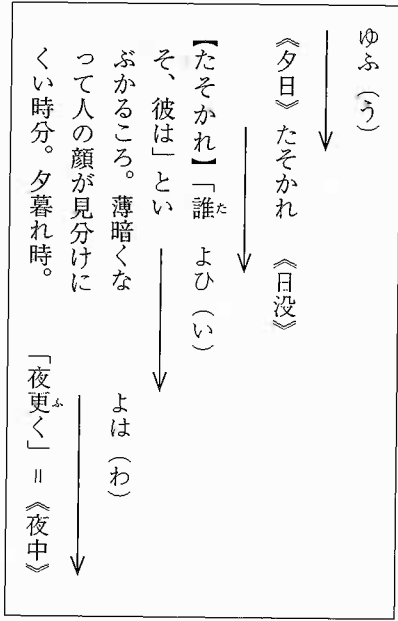 ゆふ（う）
《夕日》たそかれ　《日没》
【たそかれ】「誰た　よひ（い）
そ、彼は」とい
ぶかるころ。薄暗くな　よは（わ）
って人の顔が見分けに
くい時分。夕暮れ時。　「夜更ふく」＝《夜中》